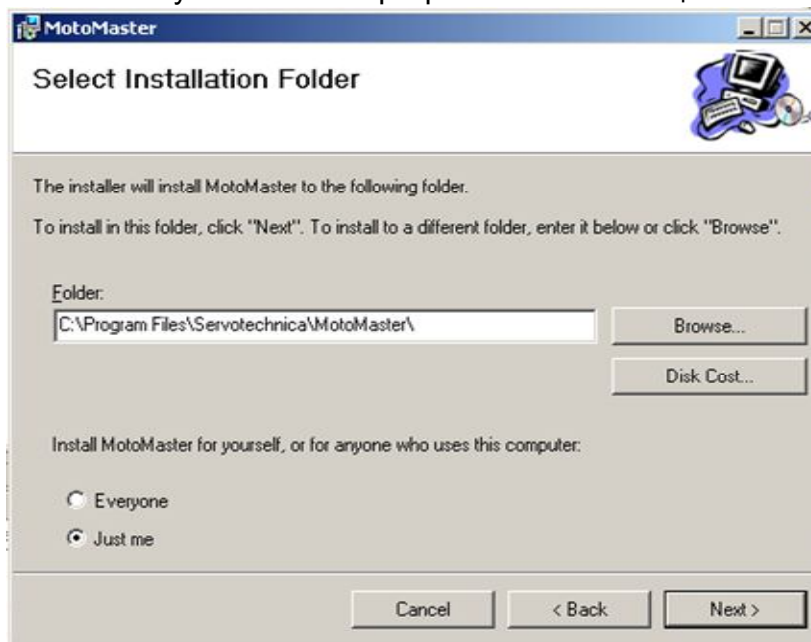 MotoMaster
Select Installation Folder
The installer will install MotoMaster to the following folder.
To install in this folder, click "Next". To install to a different folder, enter it below or click "Browse".
Folder:
C:\Program Files\Servotechnica\MotoMaster\
Browse...
Disk Cost...
Install MotoMaster for yourself, or for anyone who uses this computer:
Everyone
Just me
Cancel
< Back
Next >